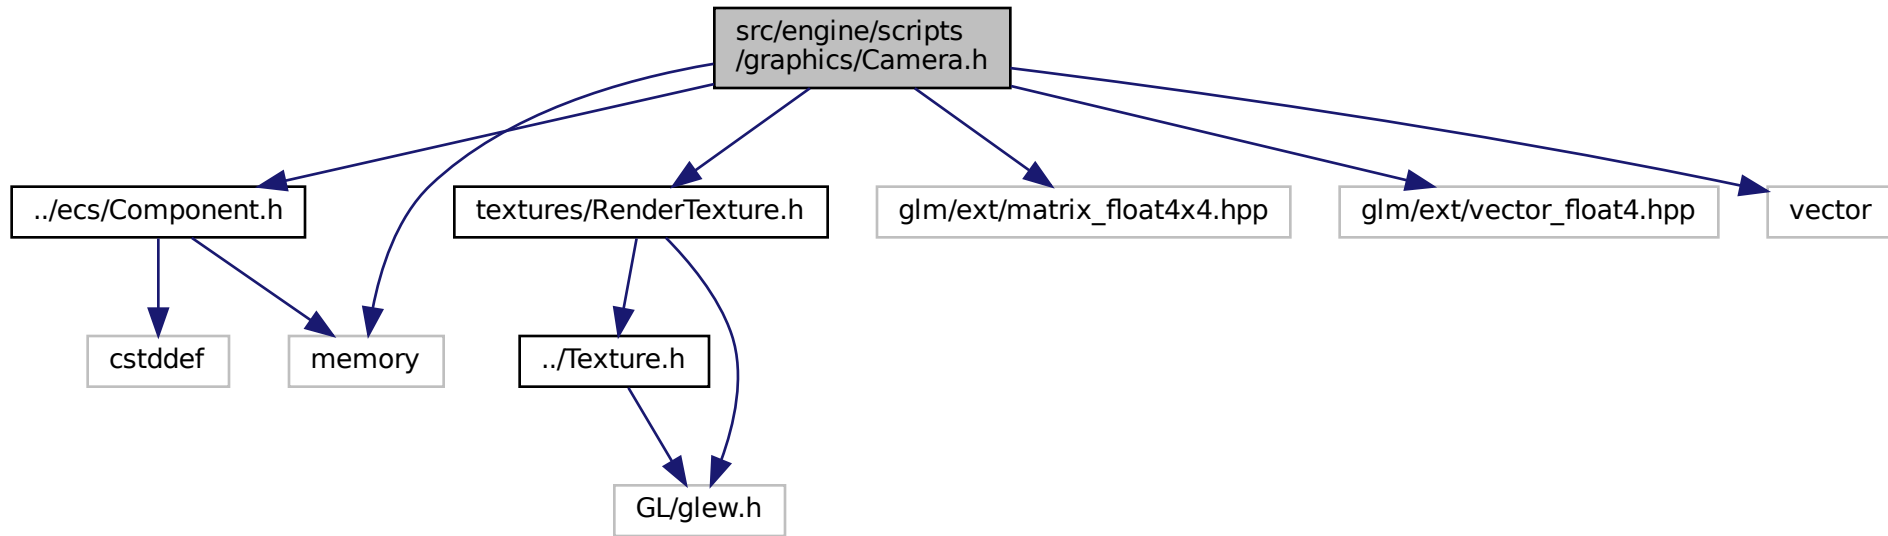 src/engine/scripts
/graphics/Camera.h
../ecs/Component.h
textures/RenderTexture.h
glm/ext/matrix_float4x4.hpp
glm/ext/vector_float4.hpp
vector
cstddef
memory
../Texture.h
GL/glew.h